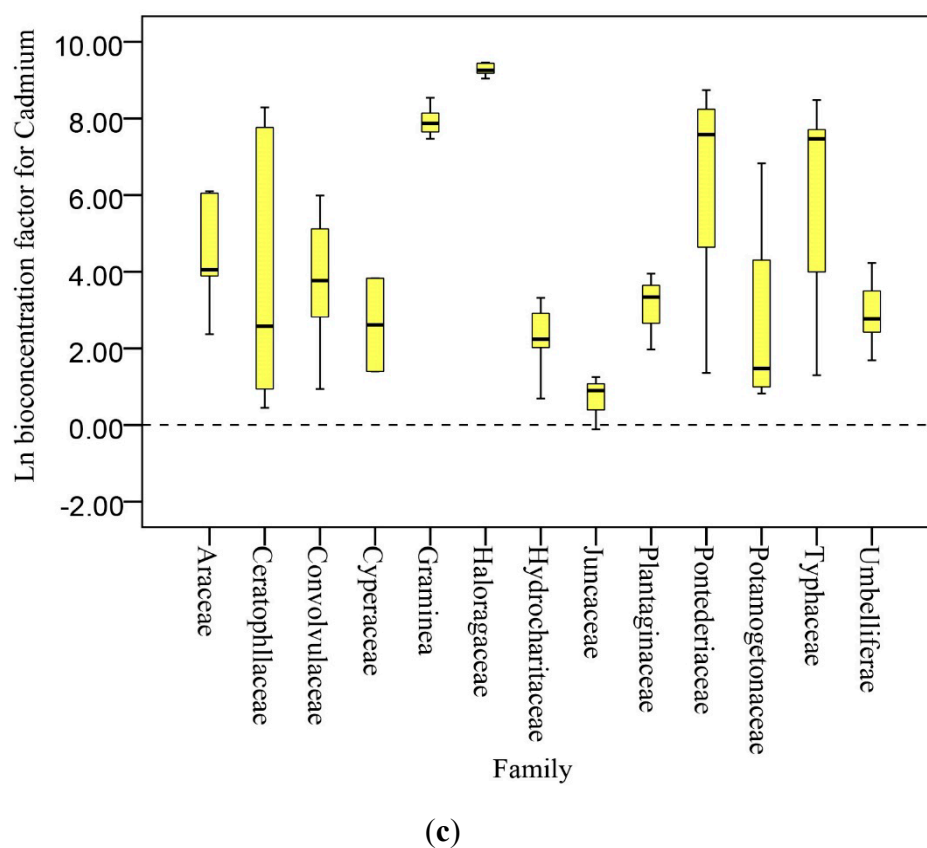 Ln bioconcentration factor for Cadmium
10.00
8.00
6.00
4.00
2.00
0.00
-2.00
Araceae
Ceratophllaceae
Convolvulaceae
Cyperaceae
Graminea
Haloragaceae
Hydrocharitaceae
Juncaceae
Plantaginaceae
Pontederiaceae
Potamogetonaceae
Typhaceae
Umbelliferae
Family
(c)